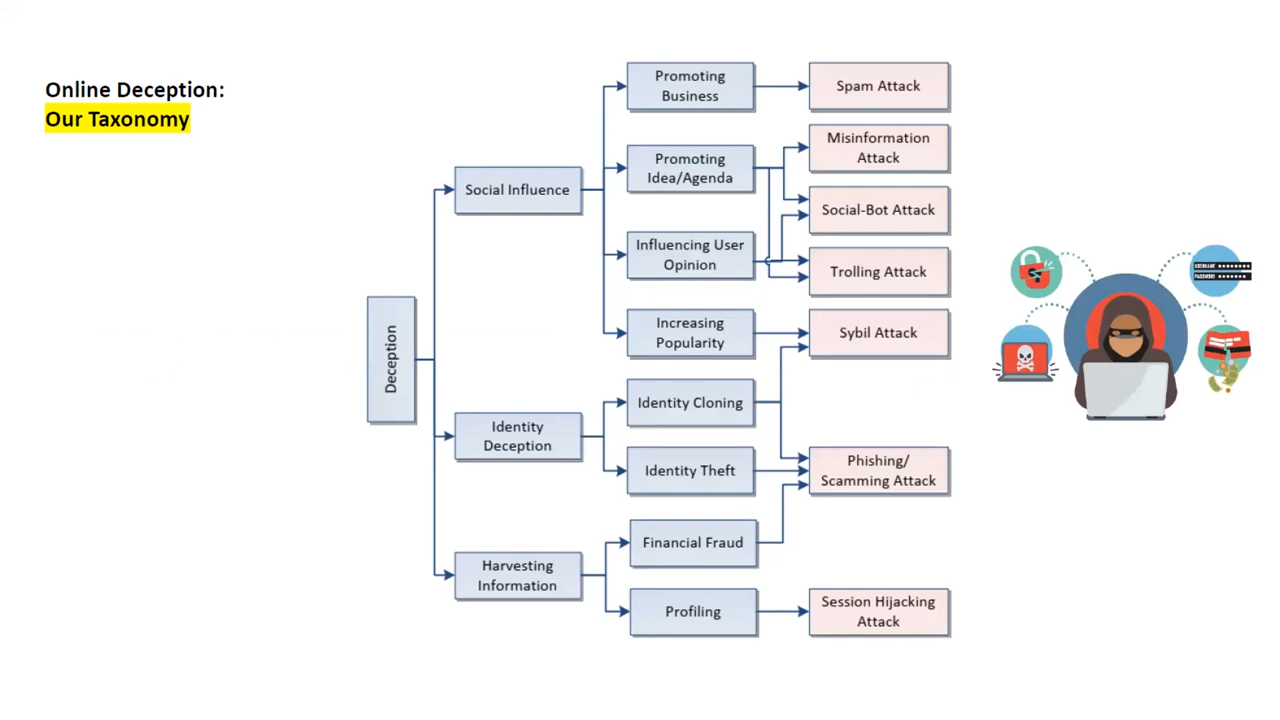 Online Deception:
Our Taxonomy
Deception
Social Influence
Identity
Deception
Harvesting
Information
Promoting
Business
Promoting
Idea/Agenda
Influencing User
Opinion
Increasing
Popularity
Identity Cloning
Identity Theft
Financial Fraud
Profiling
Spam Attack
Misinformation
Attack
Social-Bot Attack
Trolling Attack
Sybil Attack
Phishing/
Scamming Attack
Session Hijacking
Attack
USERNAME
PASSWORD